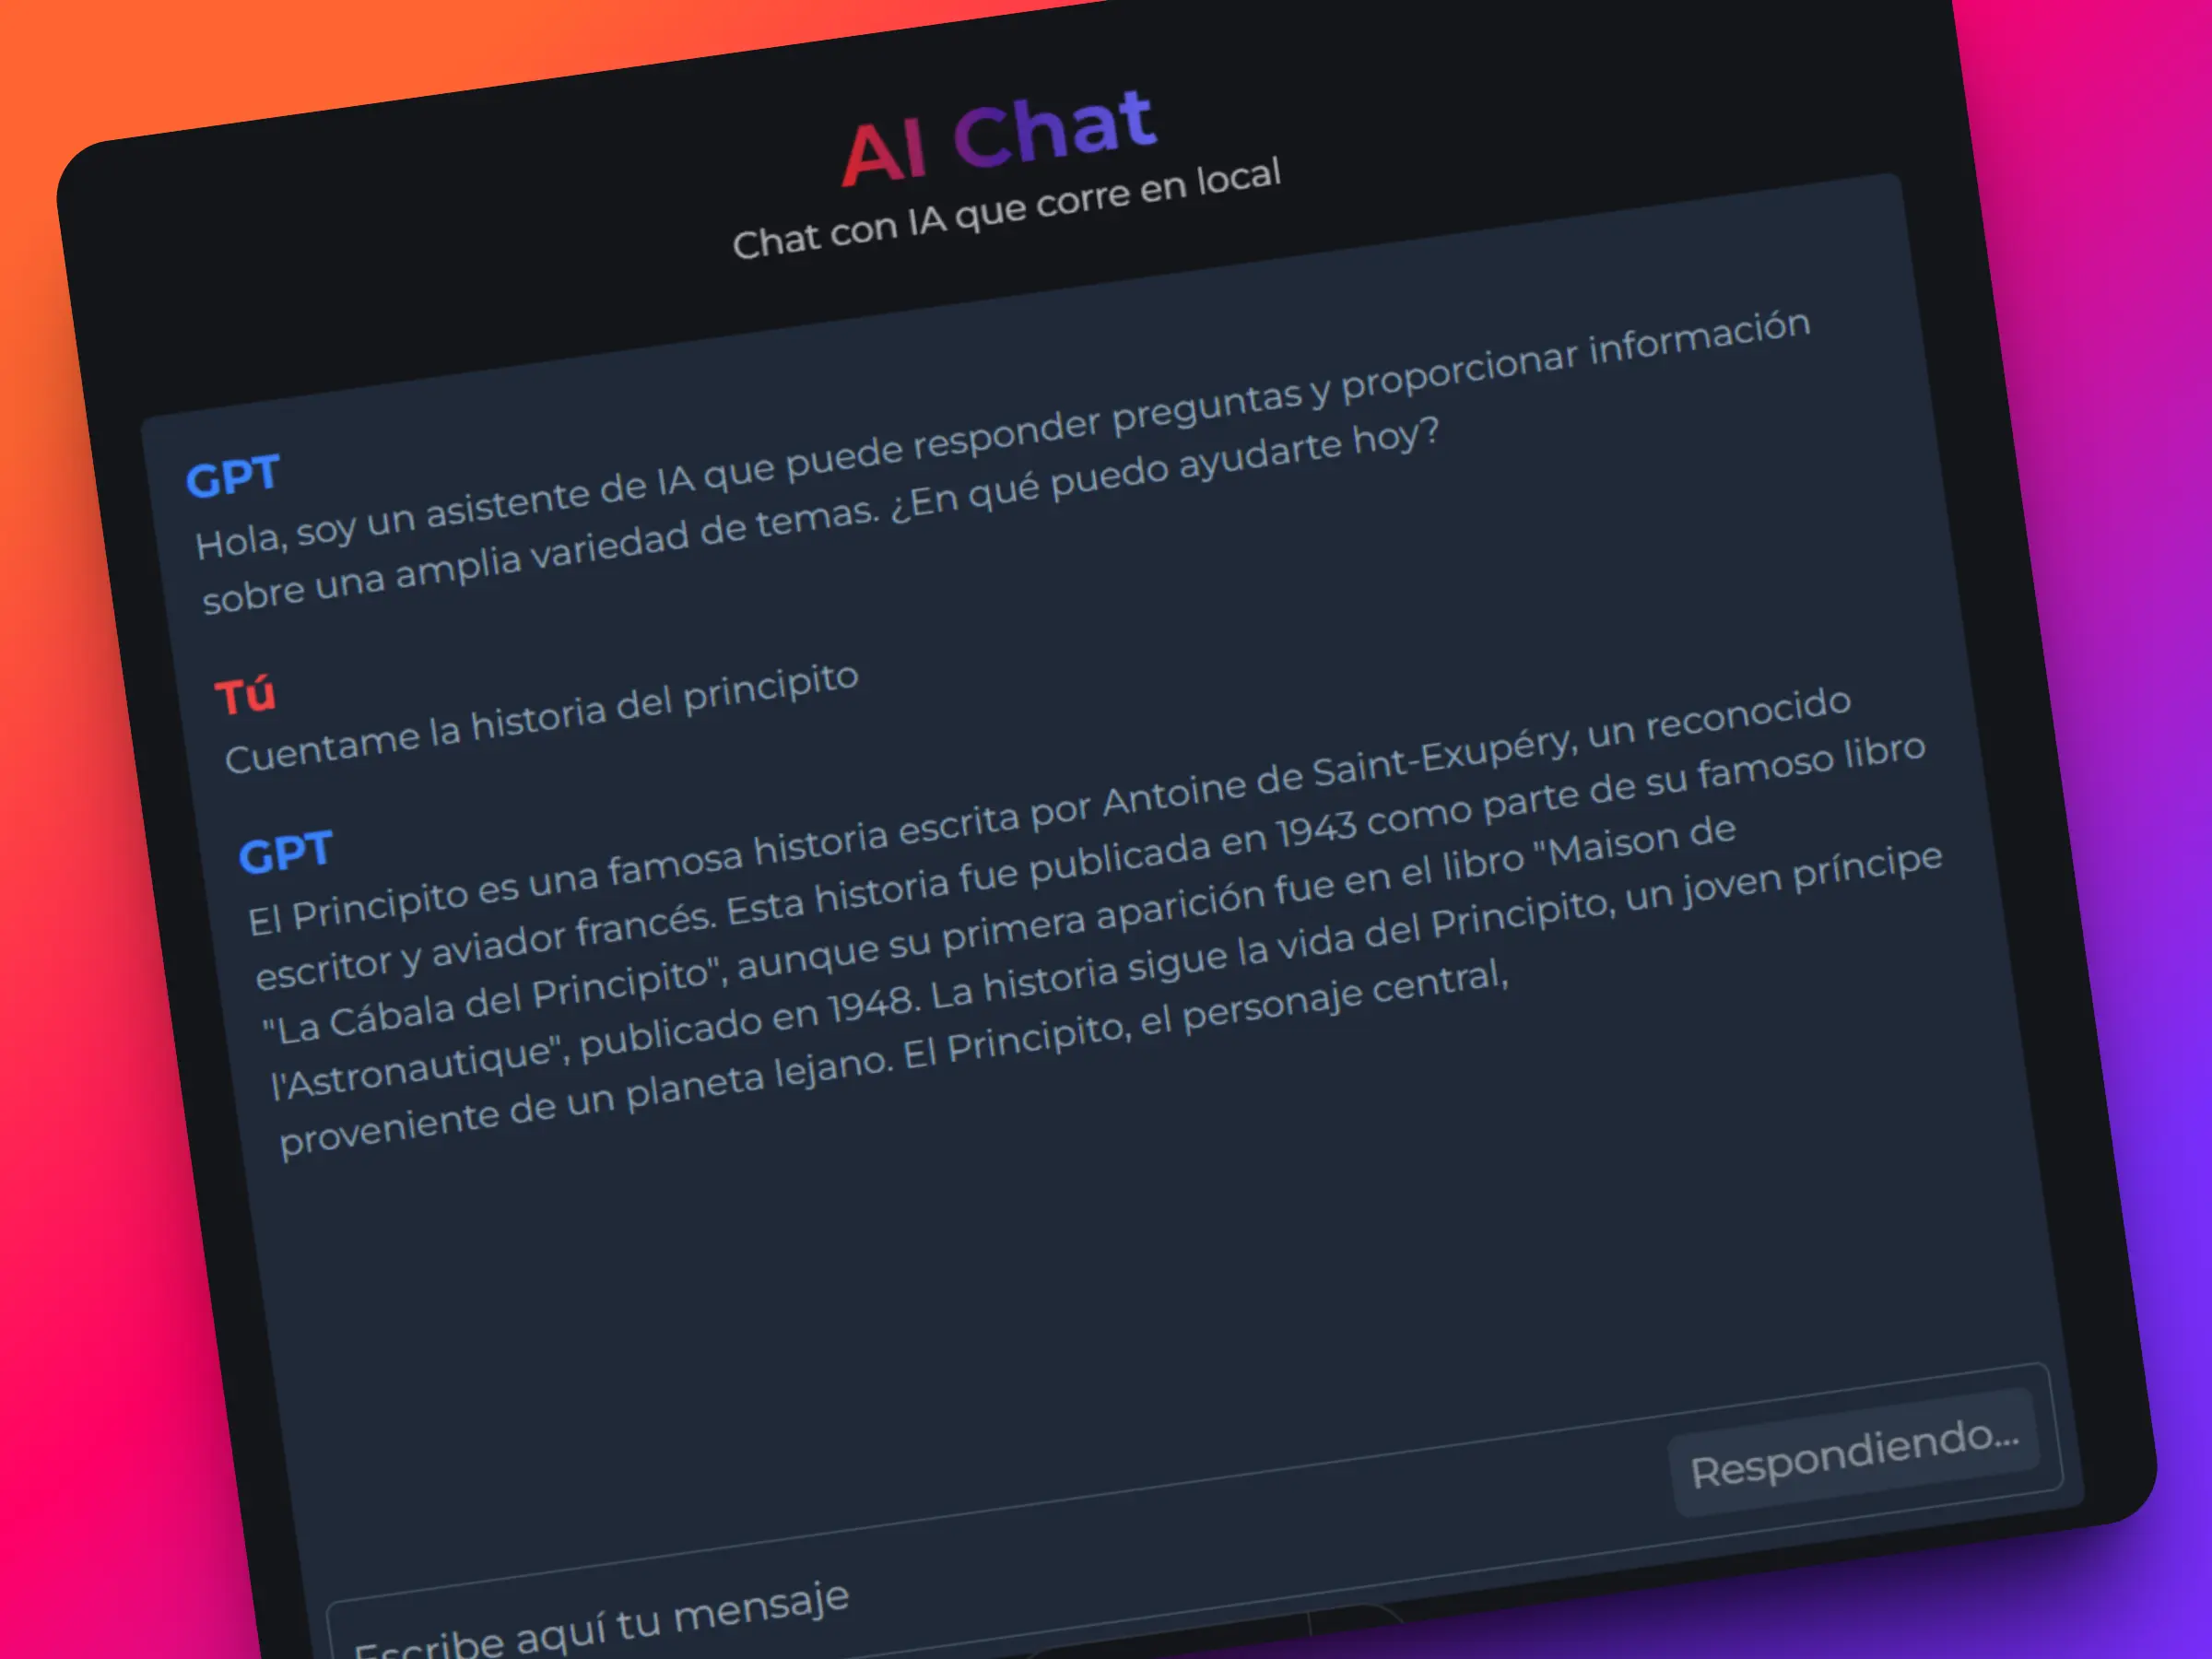 AI Chat
Chat con IA que corre en local
GPT
Hola, soy un asistente de IA que puede responder preguntas y proporcionar información
sobre una amplia variedad de temas. ¿En qué puedo ayudarte hoy?
Tú
Cuentame la historia del principito
GPT
El Principito es una famosa historia escrita por Antoine de Saint-Exupéry, un reconocido
escritor y aviador francés. Esta historia fue publicada en 1943 como parte de su famoso libro
"La Cábala del Principito", aunque su primera aparición fue en el libro "Maison de
l'Astronautique", publicado en 1948. La historia sigue la vida del Principito, un joven príncipe
proveniente de un planeta lejano. El Principito, el personaje central,
Respondiendo...
Escribe aquí tu mensaje